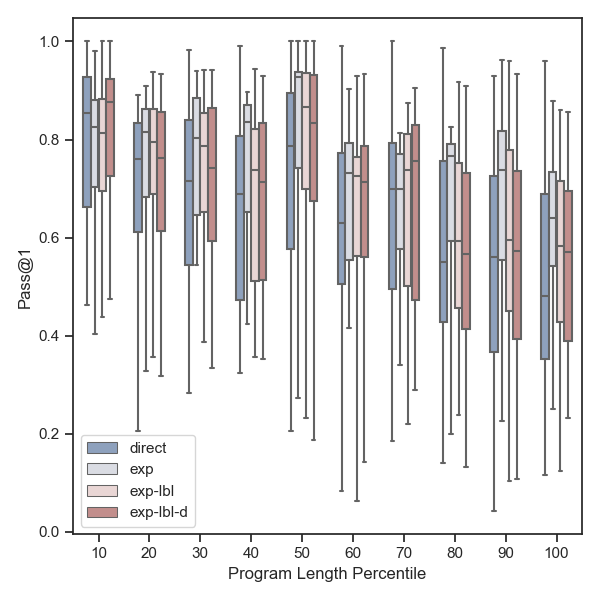 Pass@1
1.0
0.8
0.6
0.4
0.2
0.0
direct
exp
exp-lbl
exp-lbl-d
10 20 30 40 50 60 70 80 90 100
Program Length Percentile